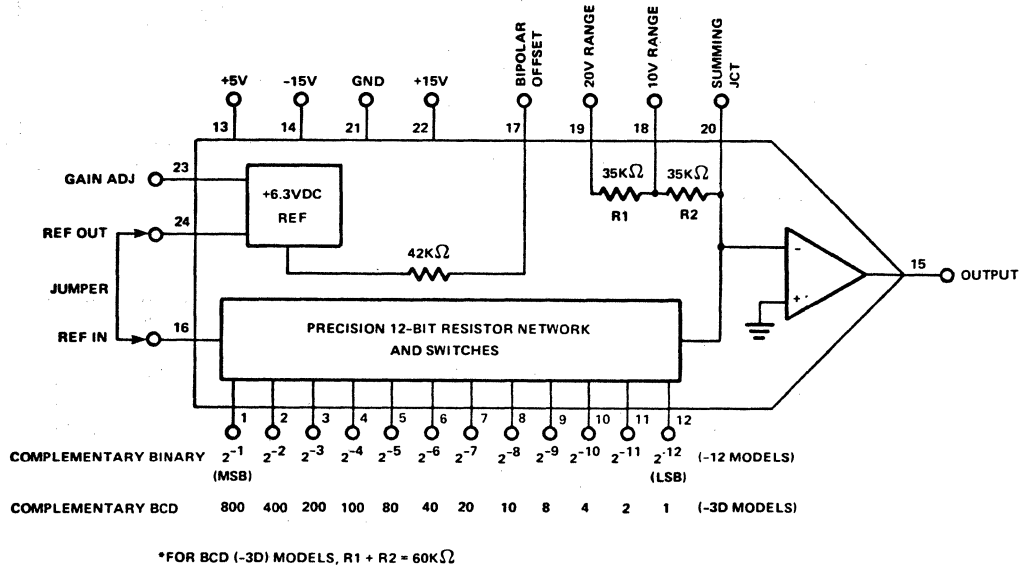 +5V -15V GND +15V BIPOLAR OFFSET 20V RANGE 10V RANGE SUMMING JCT
13 14 21 22 17 19 18 20
GAIN ADJ 23
+6.3VDC
REF
35KΩ 35KΩ
R1 R2
REF OUT 24
42KΩ
JUMPER
- 
+
15 OUTPUT
REF IN 16
PRECISION 12-BIT RESISTOR NETWORK
AND SWITCHES
1 2 3 4 5 6 7 8 9 10 11 12
COMPLEMENTARY BINARY 2⁻¹ 2⁻² 2⁻³ 2⁻⁴ 2⁻⁵ 2⁻⁶ 2⁻⁷ 2⁻⁸ 2⁻⁹ 2⁻¹⁰ 2⁻¹¹ 2⁻¹² (-12 MODELS)
(MSB) (LSB)
COMPLEMENTARY BCD 800 400 200 100 80 40 20 10 8 4 2 1 (-3D MODELS)
*FOR BCD (-3D) MODELS, R1 + R2 = 60KΩ